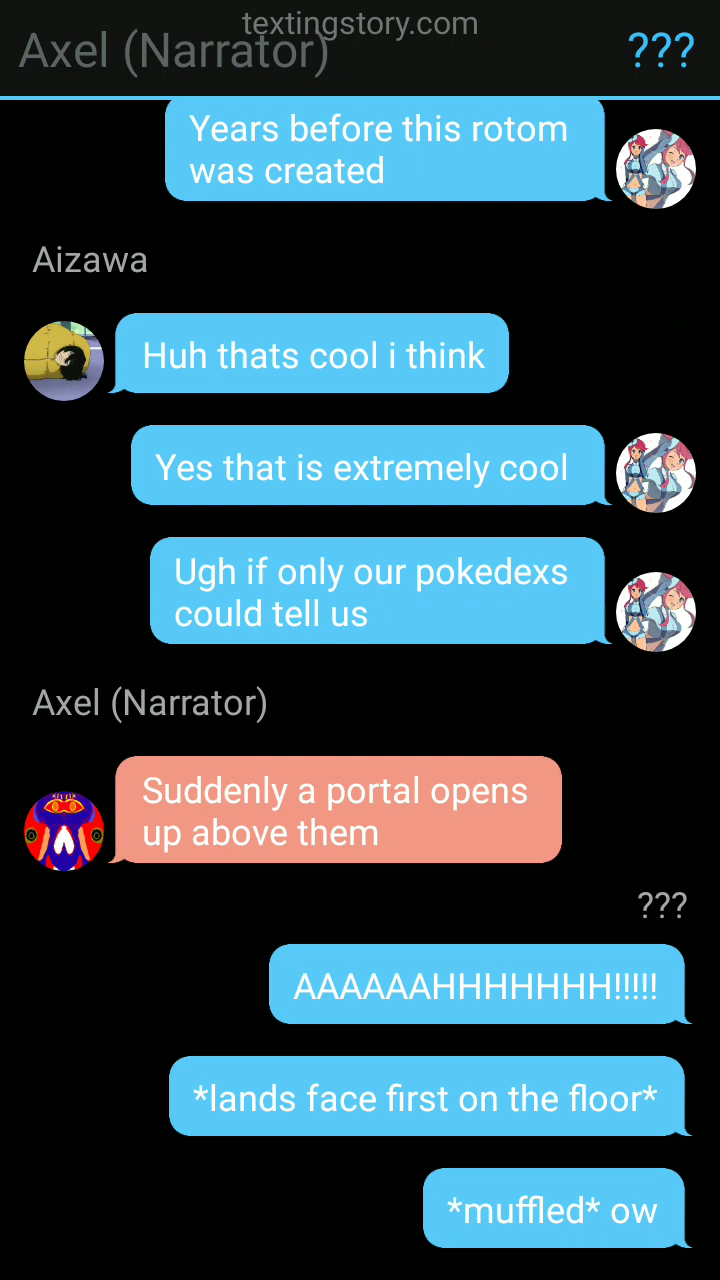 textingstory.com
Axel (Narrator)
???
Years before this rotom
was created
Aizawa
Huh thats cool i think
Yes that is extremely cool
Ugh if only our pokedexs
could tell us
Axel (Narrator)
Suddenly a portal opens
up above them
???
AAAAAAHHHHHHH!!!!!
*lands face first on the floor*
*muffled* ow